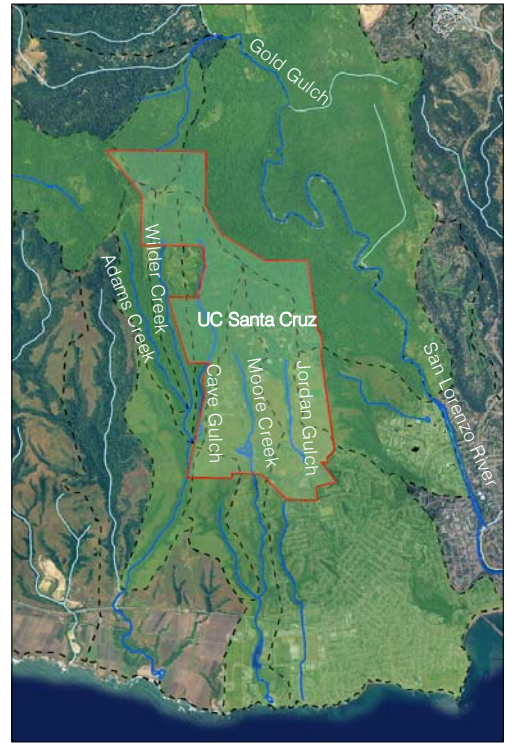 Gold Gulch
Wilder Creek
Adams Creek
UC Santa Cruz
Cave Gulch
Moore Creek
Jordan Gulch
San Lorenzo River